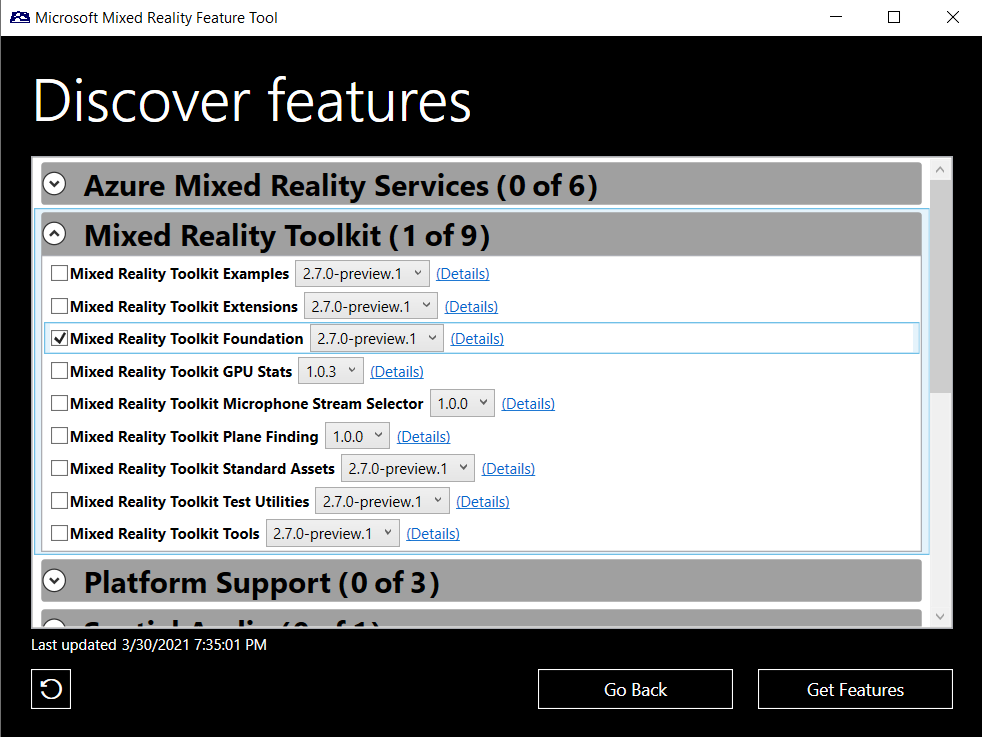 Microsoft Mixed Reality Feature Tool
Discover features
Azure Mixed Reality Services (0 of 6)
Mixed Reality Toolkit (1 of 9)
Mixed Reality Toolkit Examples 2.7.0-preview.1 (Details)
Mixed Reality Toolkit Extensions 2.7.0-preview.1 (Details)
Mixed Reality Toolkit Foundation 2.7.0-preview.1 (Details)
Mixed Reality Toolkit GPU Stats 1.0.3 (Details)
Mixed Reality Toolkit Microphone Stream Selector 1.0.0 (Details)
Mixed Reality Toolkit Plane Finding 1.0.0 (Details)
Mixed Reality Toolkit Standard Assets 2.7.0-preview.1 (Details)
Mixed Reality Toolkit Test Utilities 2.7.0-preview.1 (Details)
Mixed Reality Toolkit Tools 2.7.0-preview.1 (Details)
Platform Support (0 of 3)
Spatial Audio (0 of 1)
Last updated 3/30/2021 7:35:01 PM
Go Back
Get Features